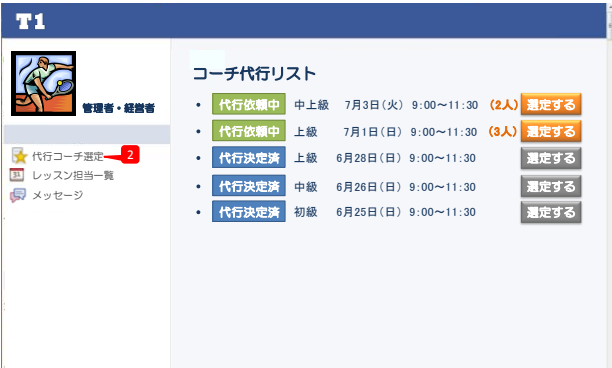 T1
管理者・経営者
代行コーチ選定 2
レッスン担当一覧
メッセージ
コーチ代行リスト
• 代行依頼中 中上級 7月3日(火) 9:00～11:30 (2人) 選定する
• 代行依頼中 上級 7月1日(日) 9:00～11:30 (3人) 選定する
• 代行決定済 上級 6月28日(日) 9:00～11:30 選定する
• 代行決定済 中級 6月26日(日) 9:00～11:30 選定する
• 代行決定済 初級 6月25日(日) 9:00～11:30 選定する